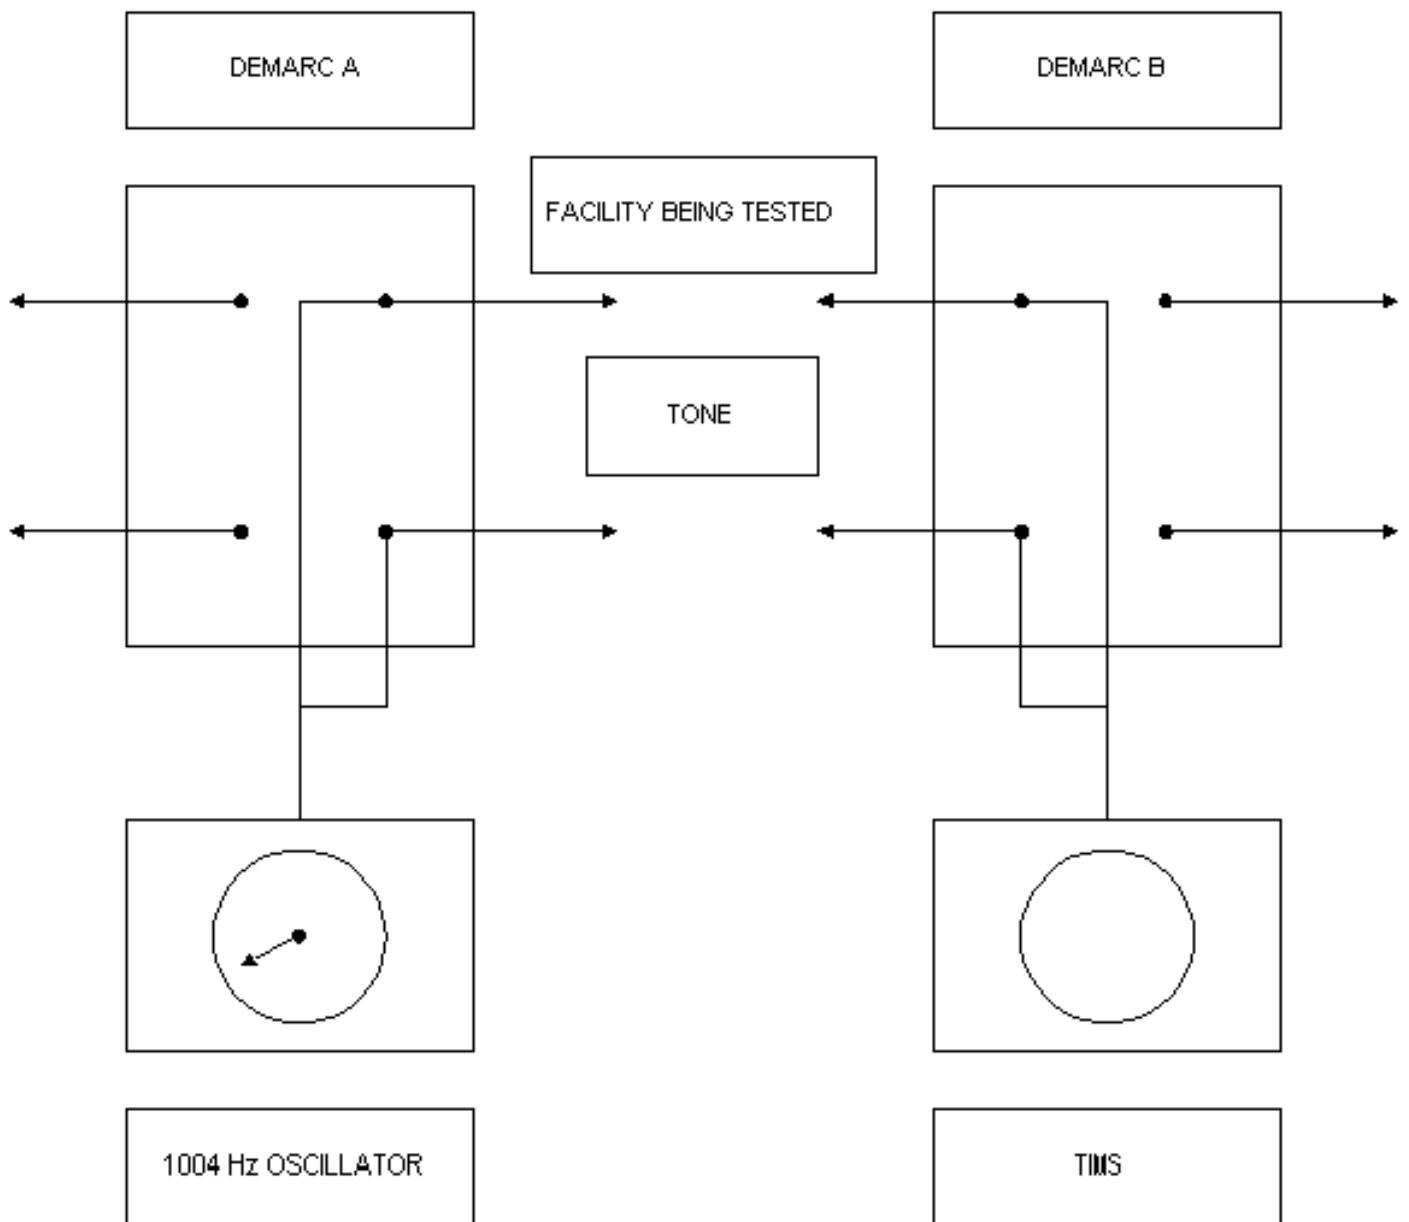 DEMARC A
DEMARC B
FACILITY BEING TESTED
TONE
1004 Hz OSCILLATOR
TIMS